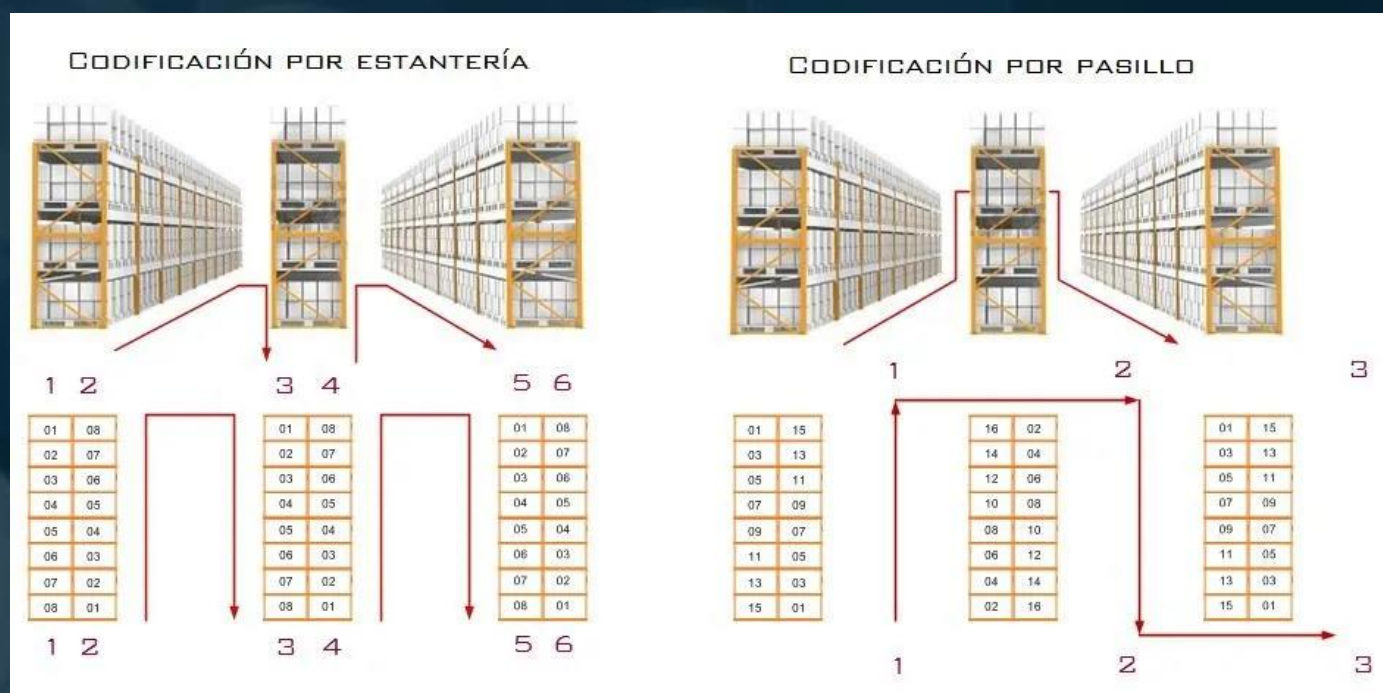 CODIFICACIÓN POR ESTANTERÍA
1 2 3 4 5 6
01 08 01 08 01 08
02 07 02 07 02 07
03 06 03 06 03 06
04 05 04 05 04 05
05 04 05 04 05 04
06 03 06 03 06 03
07 02 07 02 07 02
08 01 08 01 08 01
1 2 3 4 5 6
CODIFICACIÓN POR PASILLO
1 2 3
01 15 16 02 01 15
03 13 14 04 03 13
05 11 12 06 05 11
07 09 10 08 07 09
09 07 08 10 09 07
11 05 06 12 11 05
13 03 04 14 13 03
15 01 02 16 15 01
1 2 3